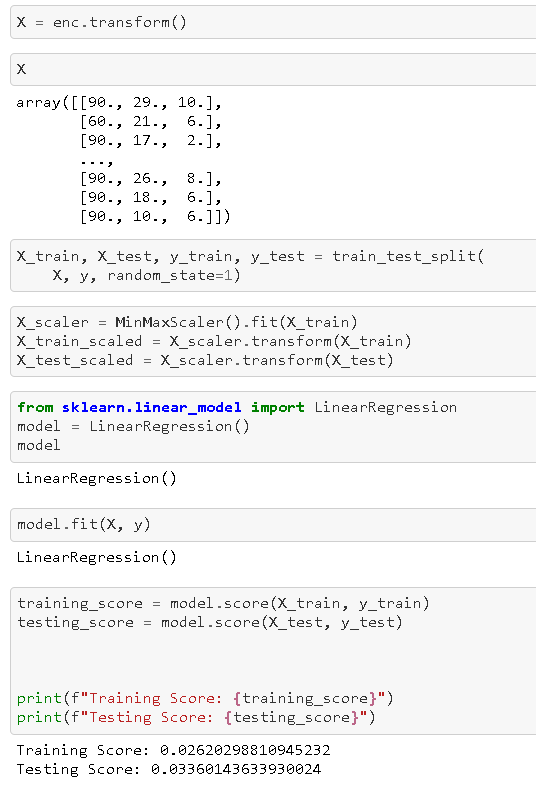 X = enc.transform()
X
array([[90., 29., 10.],
[60., 21., 6.],
[90., 17., 2.],
...,
[90., 26., 8.],
[90., 18., 6.],
[90., 10., 6.]])
X_train, X_test, y_train, y_test = train_test_split(
X, y, random_state=1)
X_scaler = MinMaxScaler().fit(X_train)
X_train_scaled = X_scaler.transform(X_train)
X_test_scaled = X_scaler.transform(X_test)
from sklearn.linear_model import LinearRegression
model = LinearRegression()
model
LinearRegression()
model.fit(X, y)
LinearRegression()
training_score = model.score(X_train, y_train)
testing_score = model.score(X_test, y_test)
print(f"Training Score: {training_score}")
print(f"Testing Score: {testing_score}")
Training Score: 0.02620298810945232
Testing Score: 0.03360143633930024